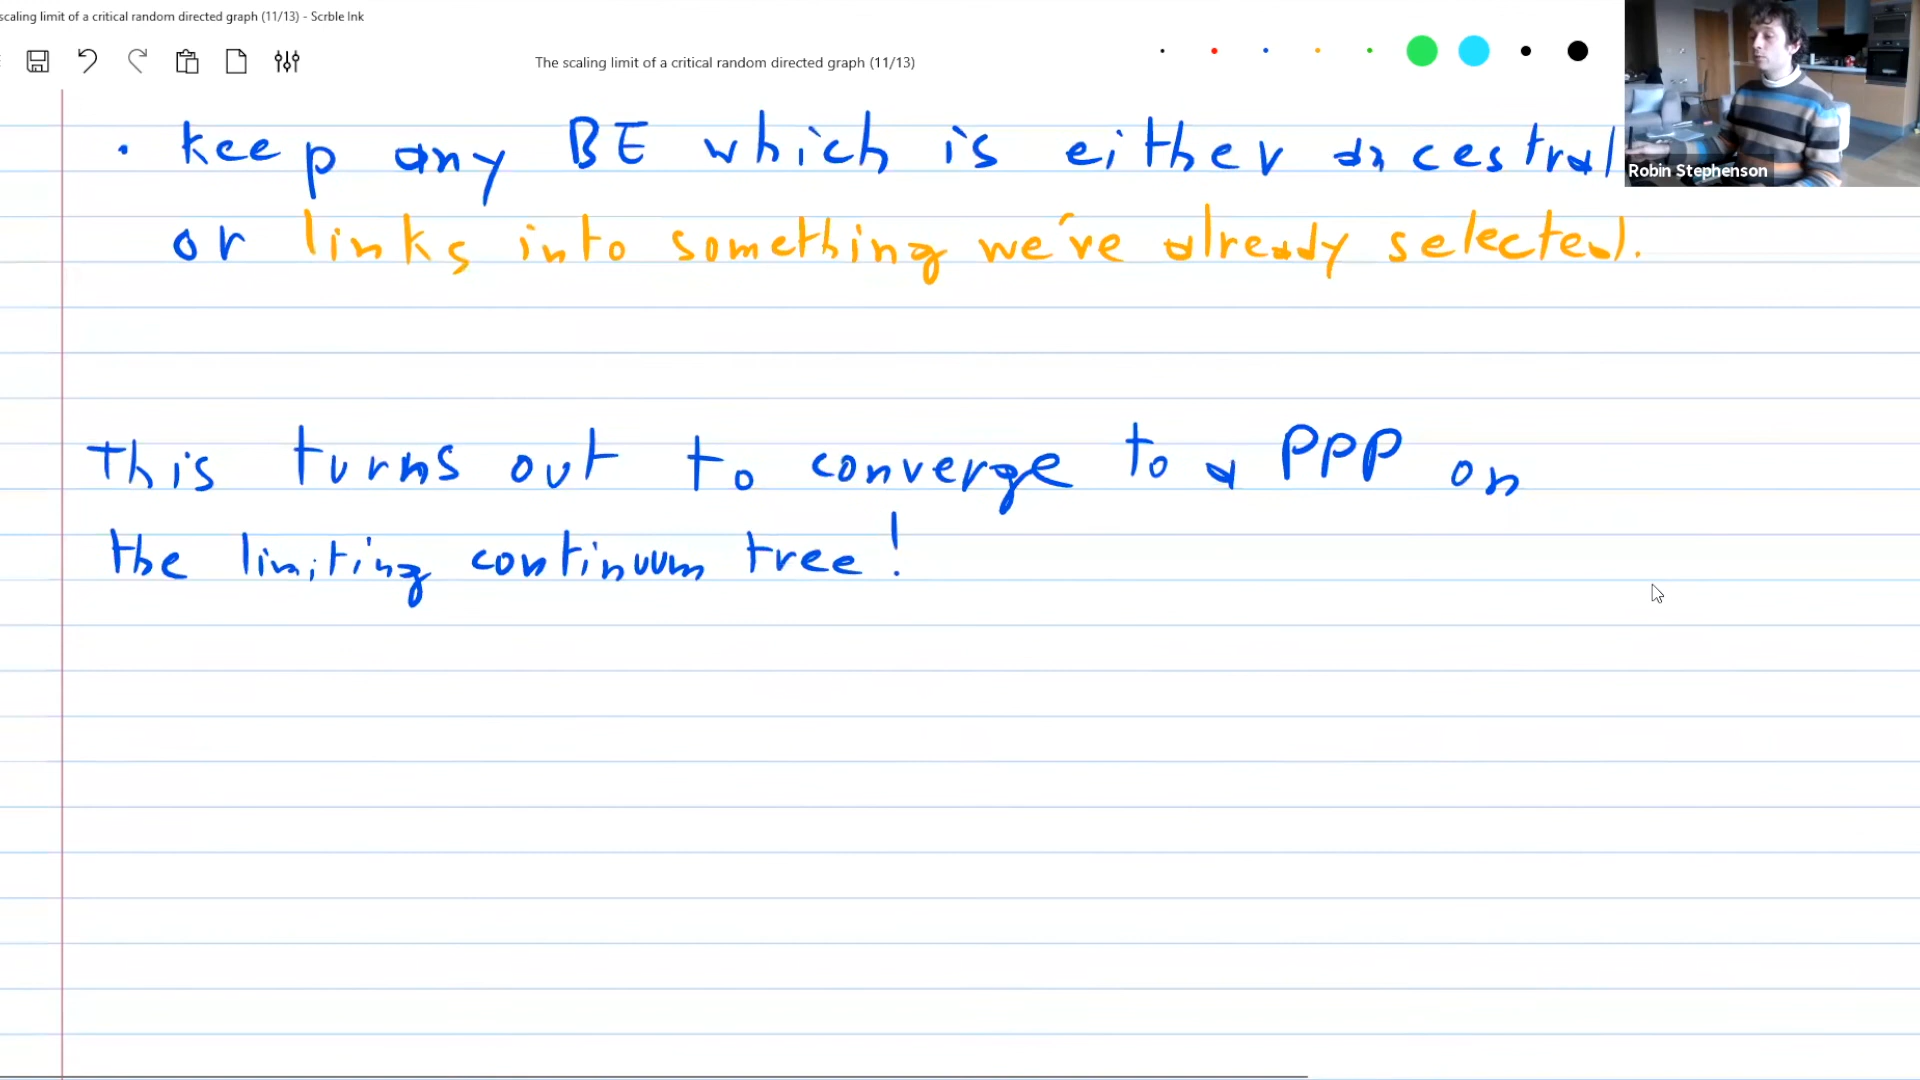 scaling limit of a critical random directed graph (11/13) - Scrble Ink
The scaling limit of a critical random directed graph (11/13)
Robin Stephenson
• keep any BE which is either ancestral
or links into something we've already selected.
This turns out to converge to a PPP on
the limiting continuum tree!